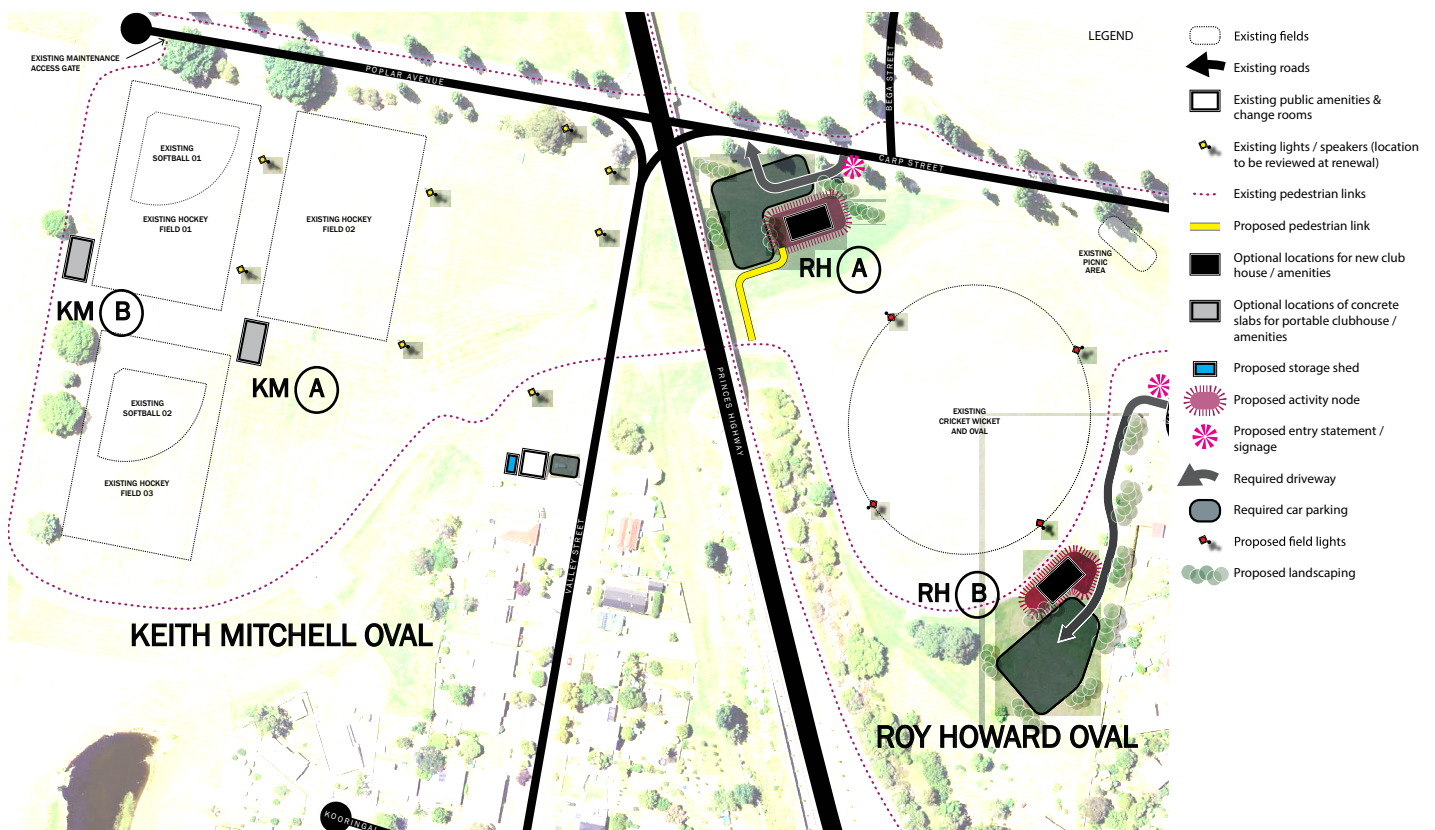 EXISTING MAINTENANCE
ACCESS GATE
POPLAR AVENUE
BEGA STREET
CARP STREET
EXISTING
SOFTBALL 01
EXISTING HOCKEY
FIELD 01
EXISTING HOCKEY
FIELD 02
KM B
KM A
EXISTING
SOFTBALL 02
EXISTING HOCKEY
FIELD 03
KEITH MITCHELL OVAL
VALLEY STREET
PRINCES HIGHWAY
KOORINGAL
RH A
EXISTING
PICNIC
AREA
EXISTING
CRICKET WICKET
AND OVAL
RH B
ROY HOWARD OVAL
LEGEND
Existing fields
Existing roads
Existing public amenities &
change rooms
Existing lights / speakers (location
to be reviewed at renewal)
Existing pedestrian links
Proposed pedestrian link
Optional locations for new club
house / amenities
Optional locations of concrete
slabs for portable clubhouse /
amenities
Proposed storage shed
Proposed activity node
Proposed entry statement /
signage
Required driveway
Required car parking
Proposed field lights
Proposed landscaping